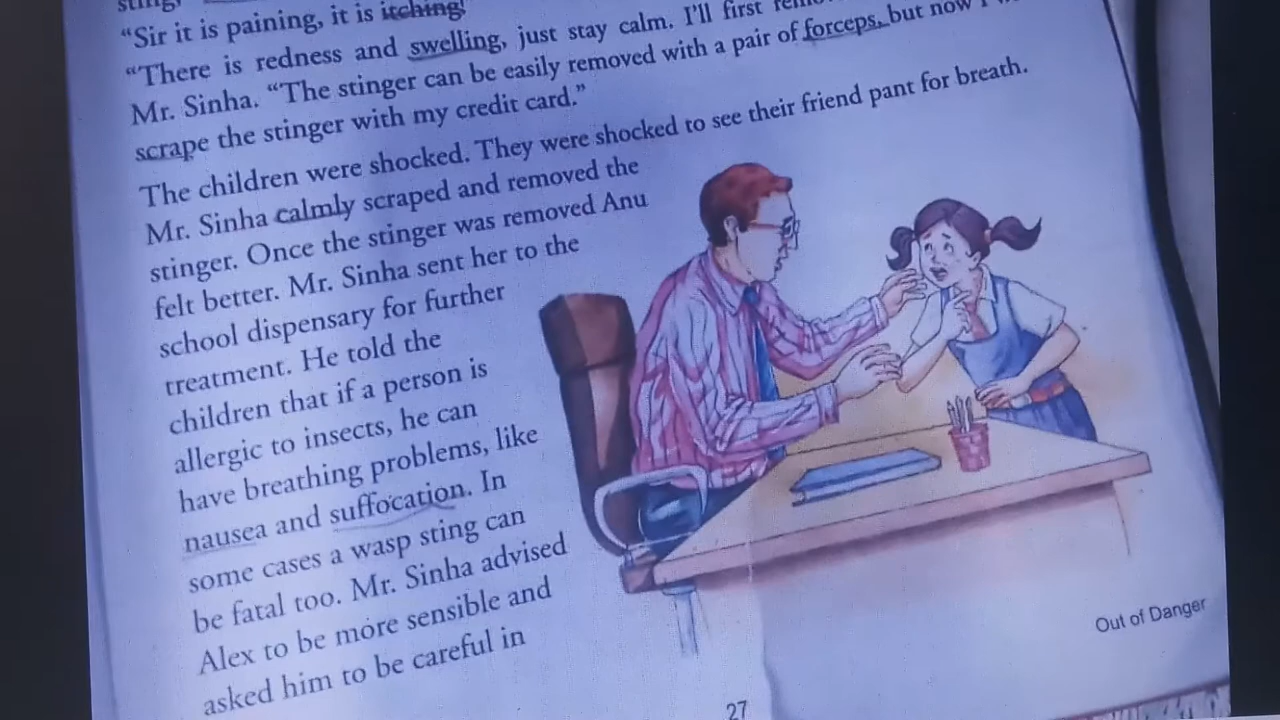 sting,
“Sir it is paining, it is itching!
“There is redness and swelling, just stay calm. I'll first
Mr. Sinha. “The stinger can be easily removed with a pair of forceps, but now I
scrape the stinger with my credit card.”
The children were shocked. They were shocked to see their friend pant for breath.
Mr. Sinha calmly scraped and removed the
stinger. Once the stinger was removed Anu
felt better. Mr. Sinha sent her to the
school dispensary for further
treatment. He told the
children that if a person is
allergic to insects, he can
have breathing problems, like
nausea and suffocation. In
some cases a wasp sting can
be fatal too. Mr. Sinha advised
Alex to be more sensible and
asked him to be careful in
Out of Danger
27